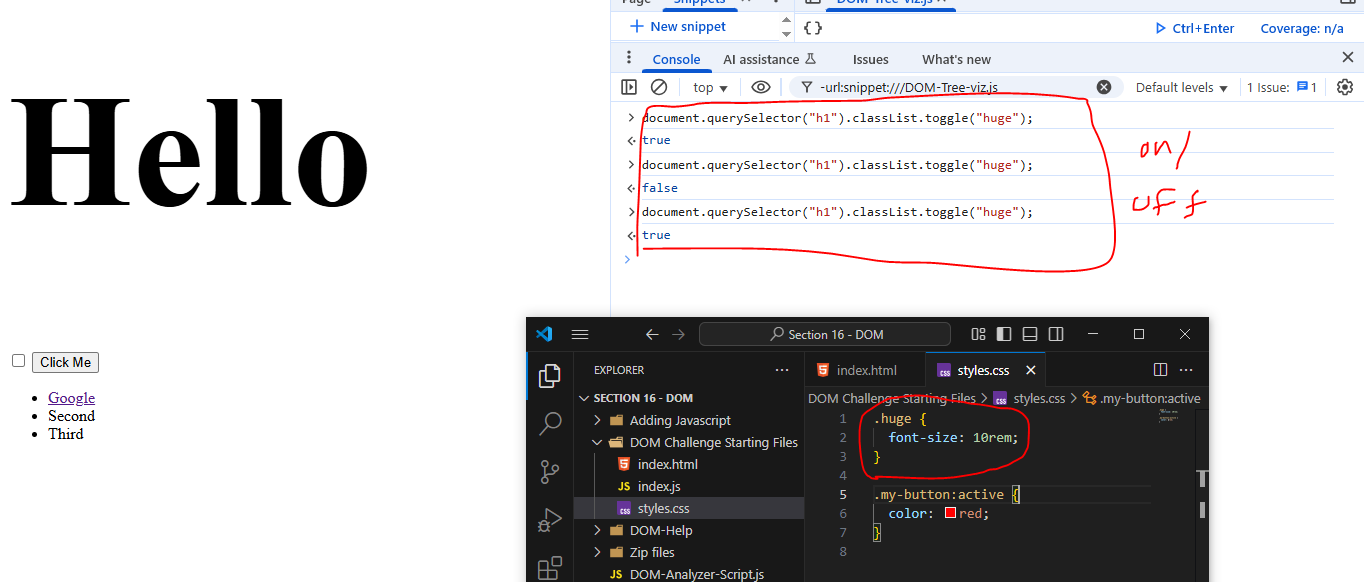 Page
Snippets
DOM-Tree-viz.js
New snippet
{}
Ctrl+Enter
Coverage: n/a
Console
AI assistance
Issues
What's new
top
-url:snippet:///DOM-Tree-viz.js
Default levels
1 Issue:
1
document.querySelector("h1").classList.toggle("huge");
true
document.querySelector("h1").classList.toggle("huge");
false
document.querySelector("h1").classList.toggle("huge");
true
on/
off
Hello
Click Me
Google
Second
Third
Section 16 - DOM
EXPLORER
SECTION 16 - DOM
Adding Javascript
DOM Challenge Starting Files
index.html
JS index.js
css styles.css
DOM-Help
Zip files
JS DOM-Analyzer-Script.js
index.html
css styles.css
DOM Challenge Starting Files > css styles.css > .my-button:active
1 .huge {
2 font-size: 10rem;
3 }
4
5 .my-button:active {
6 color: red;
7 }
8